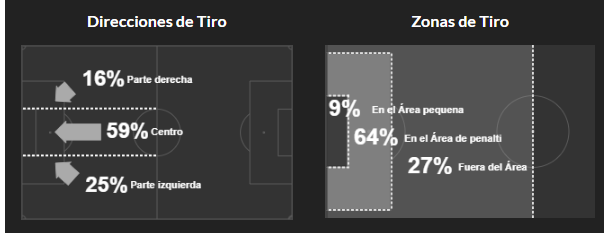 Direcciones de Tiro
16% Parte derecha
59% Centro
25% Parte izquierda
Zonas de Tiro
9% En el Área pequena
64% En el Área de penalti
27% Fuera del Área